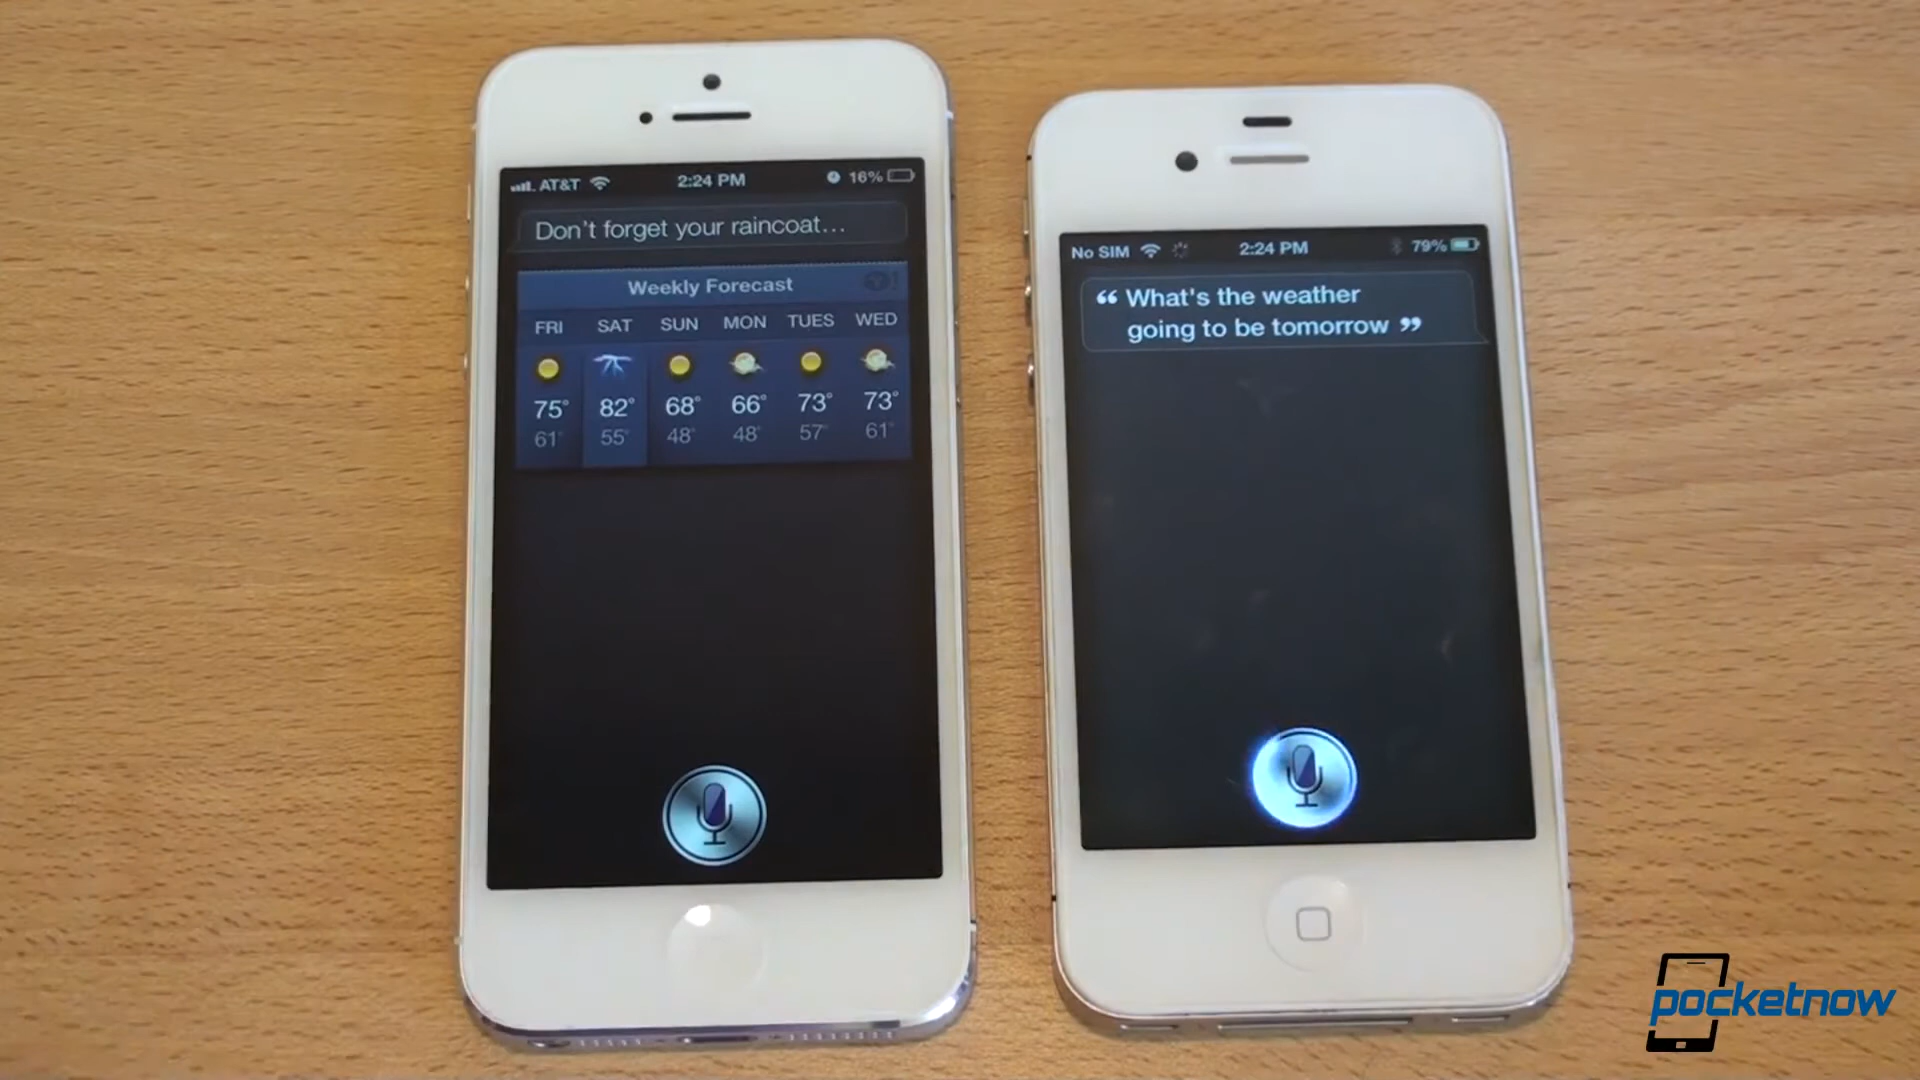 AT&T 2:24 PM 16%
Don't forget your raincoat...
Weekly Forecast
FRI SAT SUN MON TUES WED
75° 82° 68° 66° 73° 73°
61° 55° 48° 48° 57° 61°
No SIM 2:24 PM 79%
“ What's the weather
going to be tomorrow ”
pocketnow